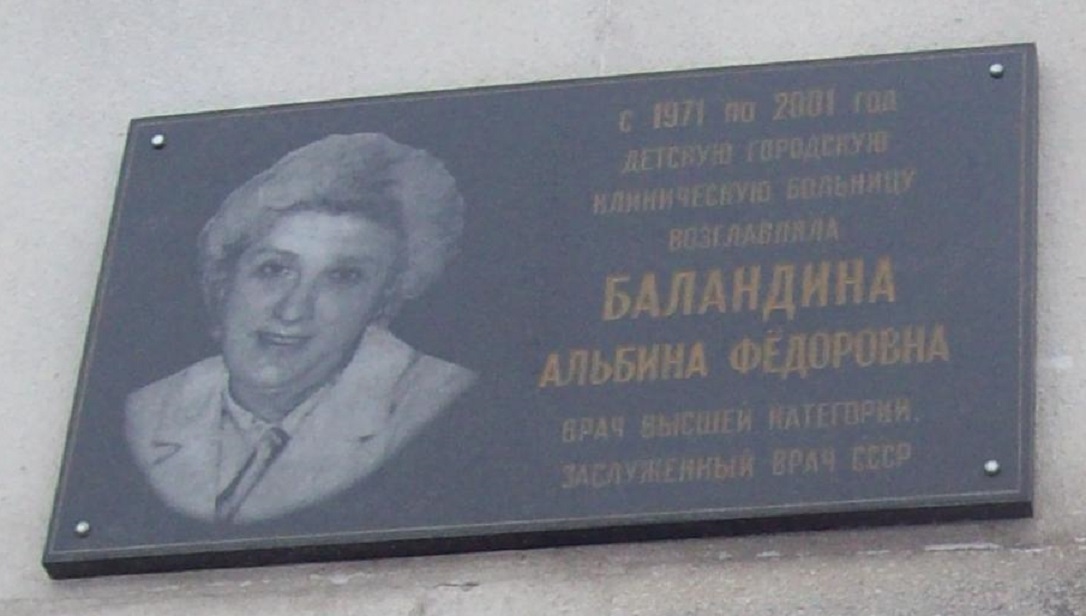 с 1971 по 2001 год
ДЕТСКУЮ ГОРОДСКУЮ
КЛИНИЧЕСКУЮ БОЛЬНИЦУ
ВОЗГЛАВЛЯЛА
БАЛАНДИНА
АЛЬБИНА ФЁДОРОВНА
ВРАЧ ВЫСШЕЙ КАТЕГОРИИ.
ЗАСЛУЖЕННЫЙ ВРАЧ СССР